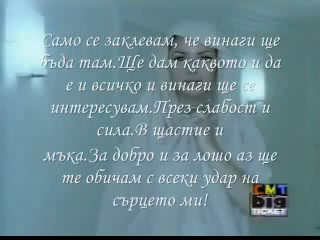 Само се заклевам, че винаги ще
бъда там.Ще дам каквото и да
е и всичко и винаги ще се
интересувам.През слабост и
сила.В щастие и
мъка.За добро и за лошо аз ще
те обичам с всеки удар на
сърцето ми!
CMT
big
TICKET